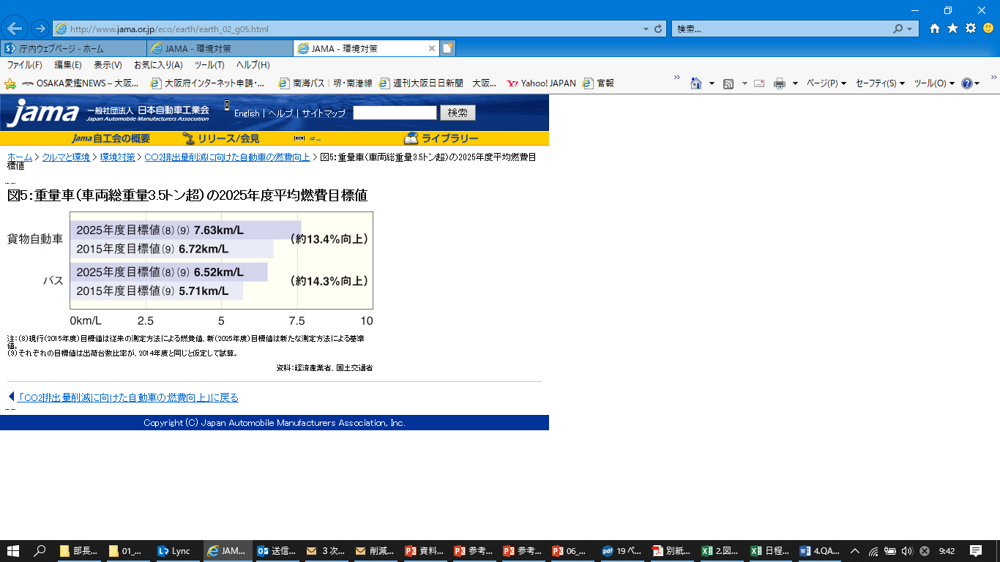 http://www.jama.or.jp/eco/earth/earth_02_g05.html
検索...
庁内ウェブページ - ホーム
JAMA - 環境対策
JAMA - 環境対策
ファイル(F) 編集(E) 表示(V) お気に入り(A) ツール(T) ヘルプ(H)
OSAKA愛鑑NEWS – 大阪... 大阪府インターネット申請・... 南海バス | 堺・南港線 週刊大阪日日新聞 大阪... Yahoo! JAPAN 官報
ページ(P) セーフティ(S) ツール(O)
jama 一般社団法人 日本自動車工業会
Japan Automobile Manufacturers Association
English | ヘルプ | サイトマップ 検索
jama 自工会の概要 リリース/会見 ライブラリー
ホーム > クルマと環境 > 環境対策 > CO2排出量削減に向けた自動車の燃費向上 > 図5：重量車（車両総重量3.5トン超）の2025年度平均燃費目
標値
図5：重量車（車両総重量3.5トン超）の2025年度平均燃費目標値
貨物自動車
2025年度目標値(8) (9) 7.63km/L
2015年度目標値(9) 6.72km/L
（約13.4%向上）
バス
2025年度目標値(8) (9) 6.52km/L
2015年度目標値(9) 5.71km/L
（約14.3%向上）
0km/L 2.5 5 7.5 10
注：（8）現行（2015年度）目標値は従来の測定方法による燃費値、新（2025年度）目標値は新たな測定方法による基準
値。
（9）それぞれの目標値は出荷台数比率が、2014年度と同じと仮定して試算。
資料：経済産業省、国土交通省
「CO2排出量削減に向けた自動車の燃費向上」に戻る
Copyright (C) Japan Automobile Manufacturers Association, Inc.
部長... 01_... Lync JAM... 送信... 3 次... 削減... 資料... 参考... 参考... 06_... 19 ペ... 別紙... 2.図... 日程... 4.QA... 9:42